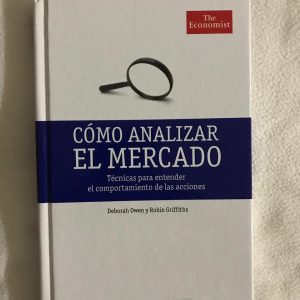 The
Economist
CÓMO ANALIZAR
EL MERCADO
Técnicas para entender
el comportamiento de las acciones
Deborah Owen y Robin Griffiths